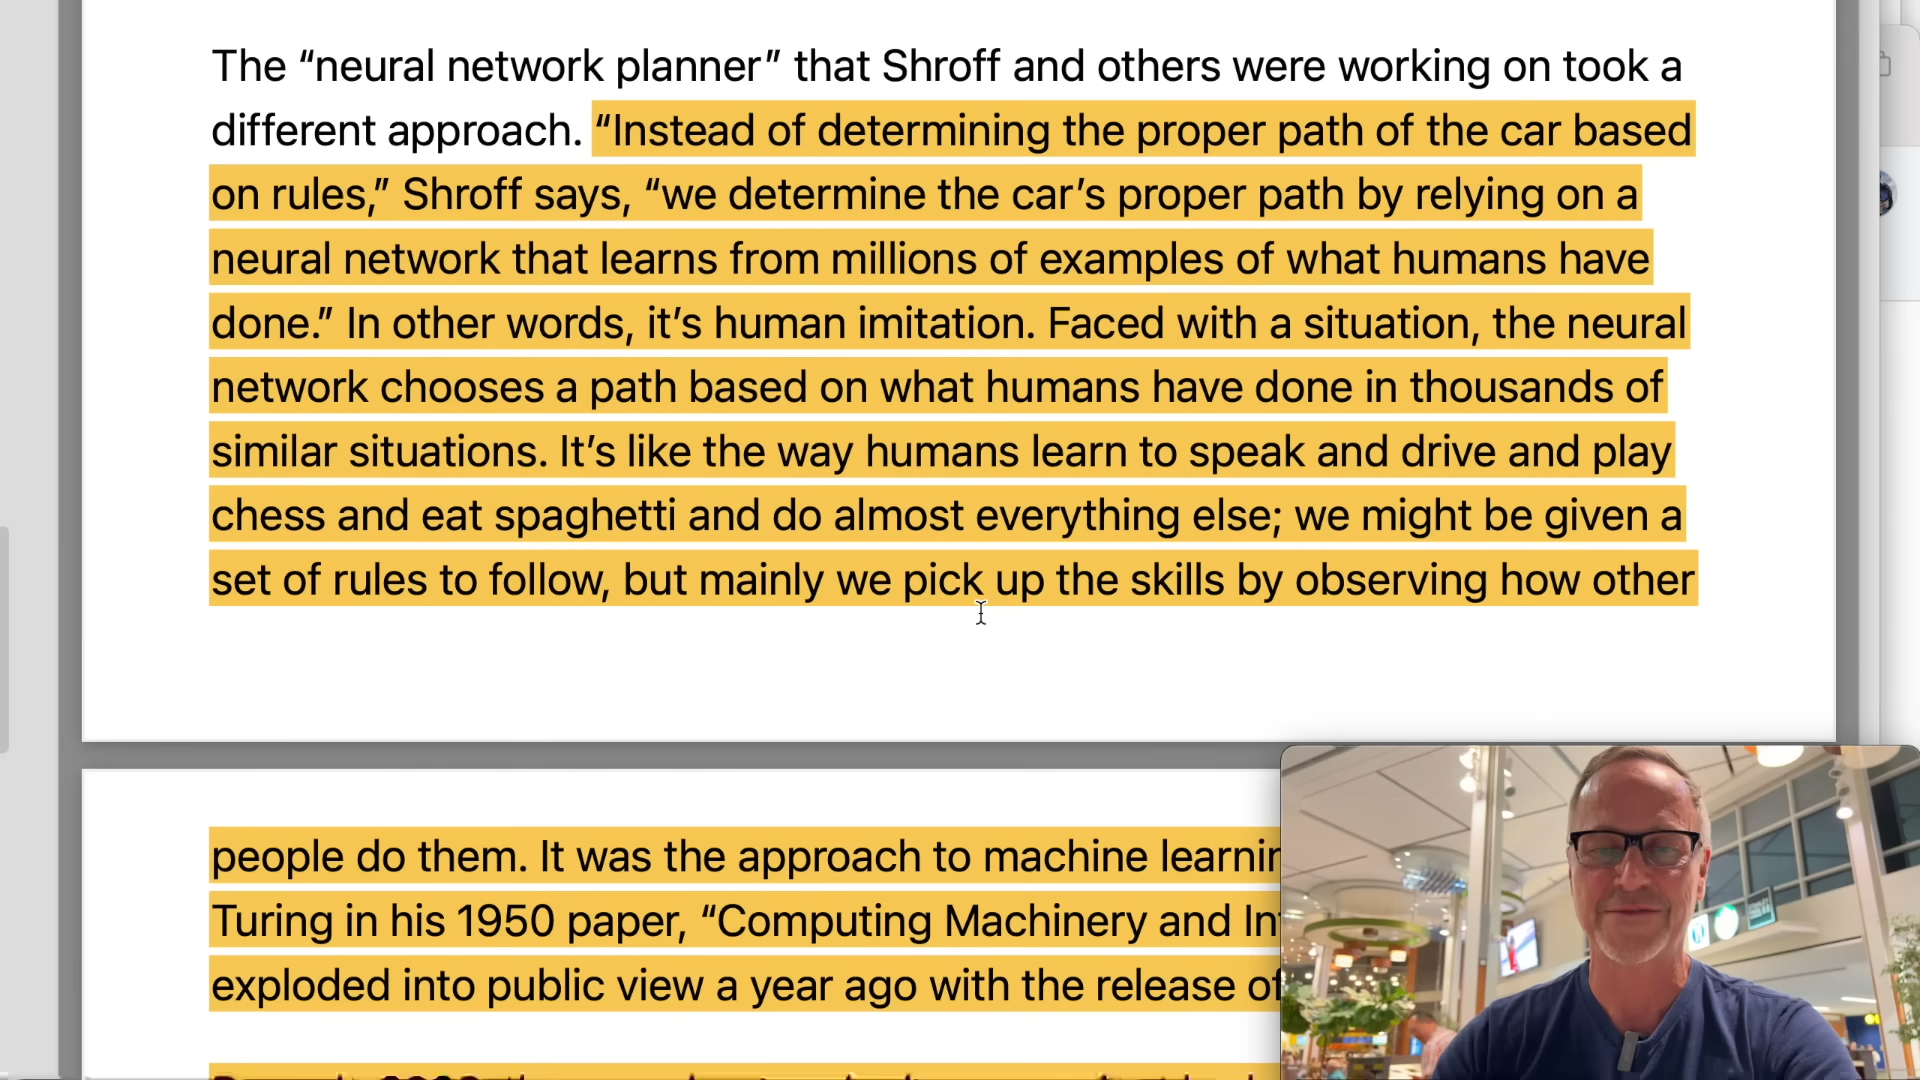 The “neural network planner” that Shroff and others were working on took a
different approach. “Instead of determining the proper path of the car based
on rules,” Shroff says, “we determine the car’s proper path by relying on a
neural network that learns from millions of examples of what humans have
done.” In other words, it’s human imitation. Faced with a situation, the neural
network chooses a path based on what humans have done in thousands of
similar situations. It’s like the way humans learn to speak and drive and play
chess and eat spaghetti and do almost everything else; we might be given a
set of rules to follow, but mainly we pick up the skills by observing how other
people do them. It was the approach to machine
Turing in his 1950 paper, “Computing Machinery and
exploded into public view a year ago with the release